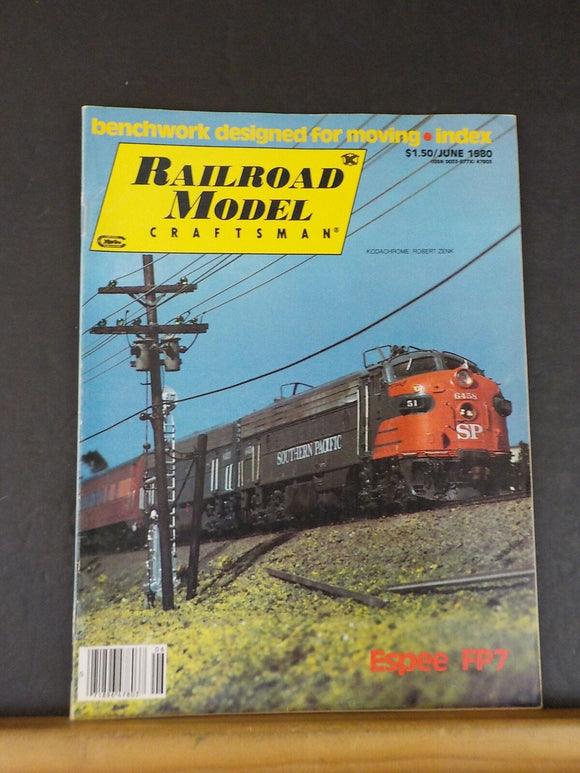 benchwork designed for moving • index
$1.50/JUNE 1980
RAILROAD
MODEL
CRAFTSMAN®
KODACHROME: ROBERT ZENK
51
6458
SP
SOUTHERN PACIFIC
Espee FP7
06